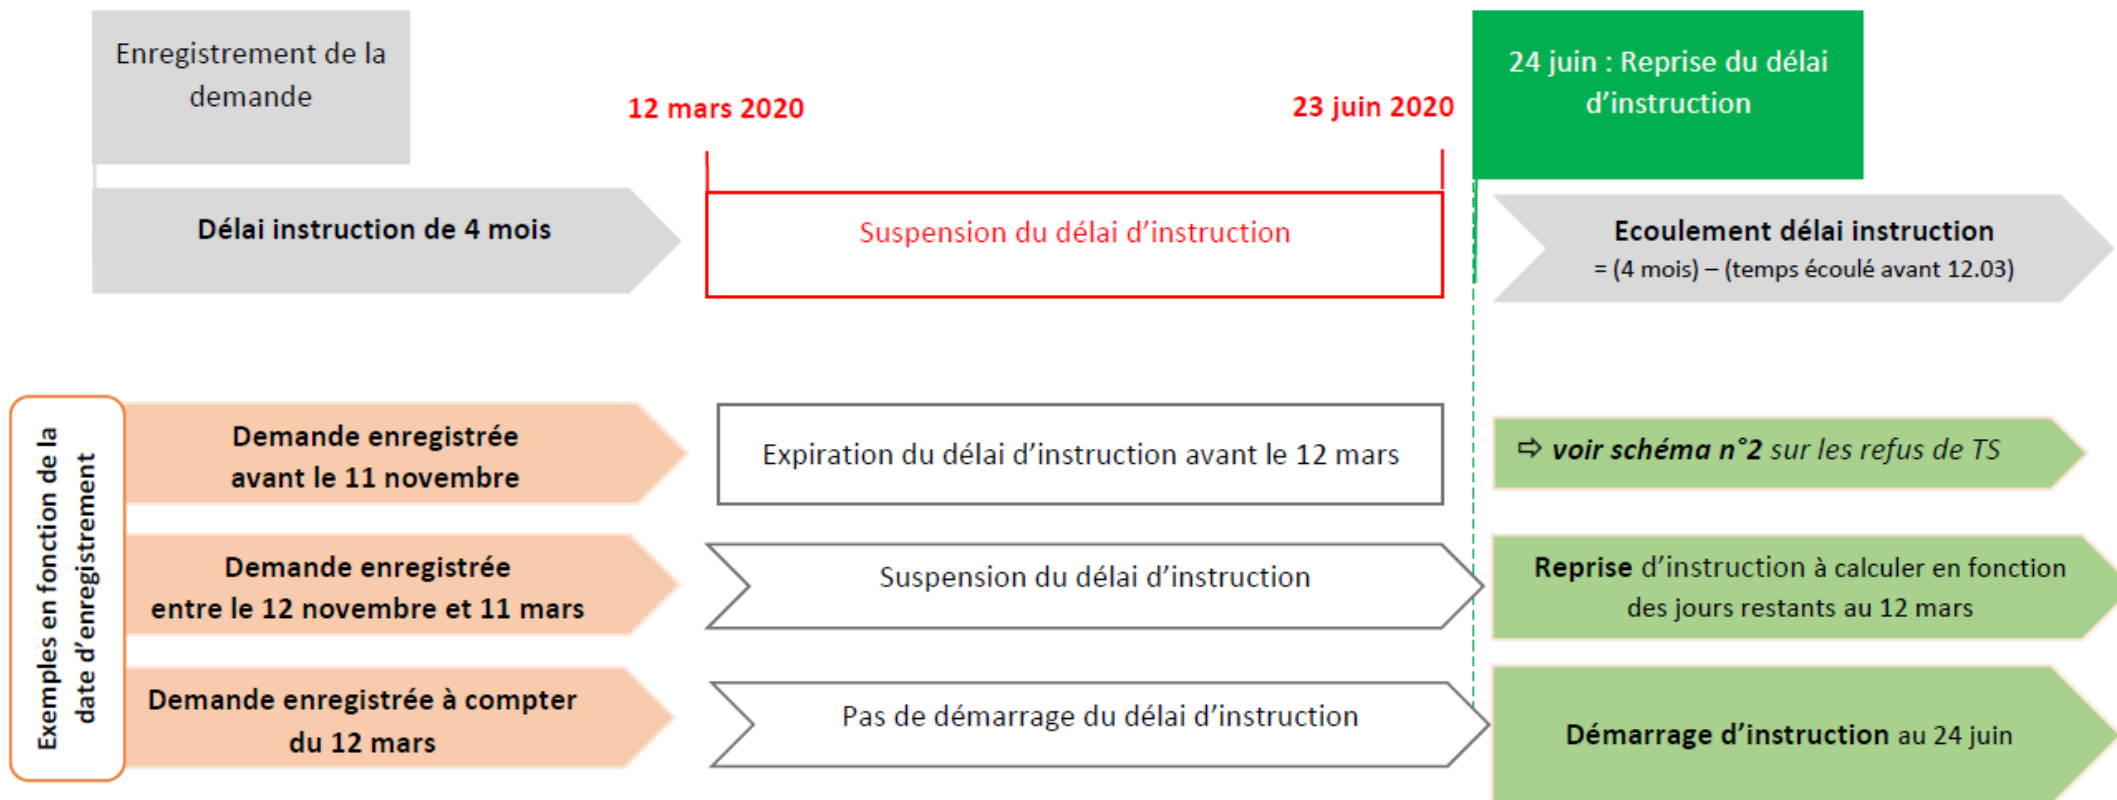 Enregistrement de la
demande
12 mars 2020
23 juin 2020
24 juin : Reprise du délai
d’instruction
Délai instruction de 4 mois
Suspension du délai d’instruction
Ecoulement délai instruction
= (4 mois) – (temps écoulé avant 12.03)
Exemples en fonction de la
date d’enregistrement
Demande enregistrée
avant le 11 novembre
Expiration du délai d’instruction avant le 12 mars
⇨ voir schéma n°2 sur les refus de TS
Demande enregistrée
entre le 12 novembre et 11 mars
Suspension du délai d’instruction
Reprise d’instruction à calculer en fonction
des jours restants au 12 mars
Demande enregistrée à compter
du 12 mars
Pas de démarrage du délai d’instruction
Démarrage d’instruction au 24 juin